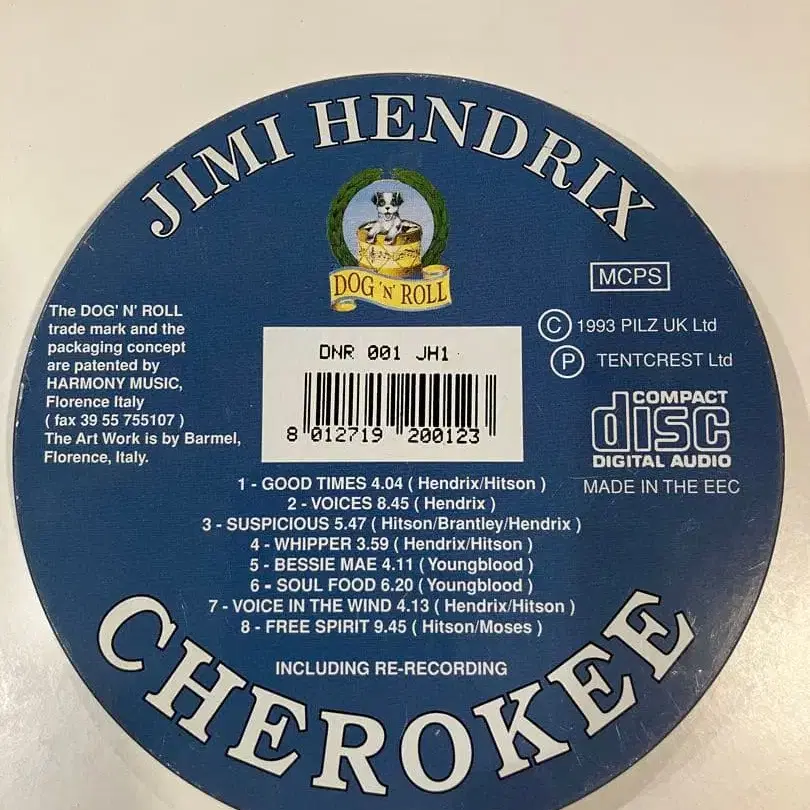 JIMI HENDRIX
DOG 'N' ROLL
MCPS
The DOG' N' ROLL
trade mark and the
packaging concept
are patented by
HARMONY MUSIC,
Florence Italy
( fax 39 55 755107 )
The Art Work is by Barmel,
Florence, Italy.
DNR 001 JH1
8 012719 200123
C 1993 PILZ UK Ltd
P TENTCREST Ltd
COMPACT
disc
DIGITAL AUDIO
MADE IN THE EEC
1 - GOOD TIMES 4.04 ( Hendrix/Hitson )
2 - VOICES 8.45 ( Hendrix )
3 - SUSPICIOUS 5.47 ( Hitson/Brantley/Hendrix )
4 - WHIPPER 3.59 ( Hendrix/Hitson )
5 - BESSIE MAE 4.11 ( Youngblood )
6 - SOUL FOOD 6.20 ( Youngblood )
7 - VOICE IN THE WIND 4.13 ( Hendrix/Hitson )
8 - FREE SPIRIT 9.45 ( Hitson/Moses )
INCLUDING RE-RECORDING
CHEROKEE